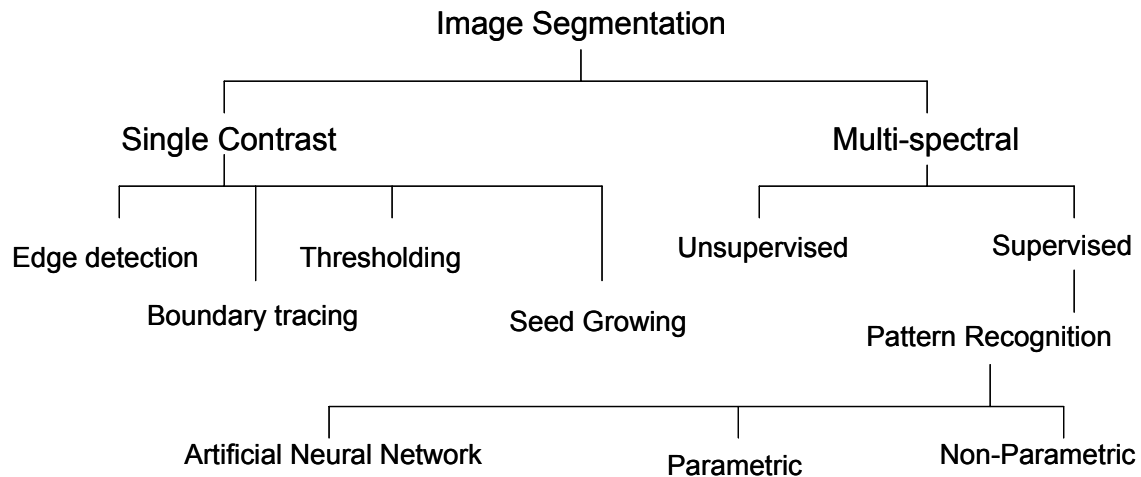 Image Segmentation
Single Contrast
Multi-spectral
Edge detection
Thresholding
Unsupervised
Supervised
Boundary tracing
Seed Growing
Pattern Recognition
Artificial Neural Network
Parametric
Non-Parametric